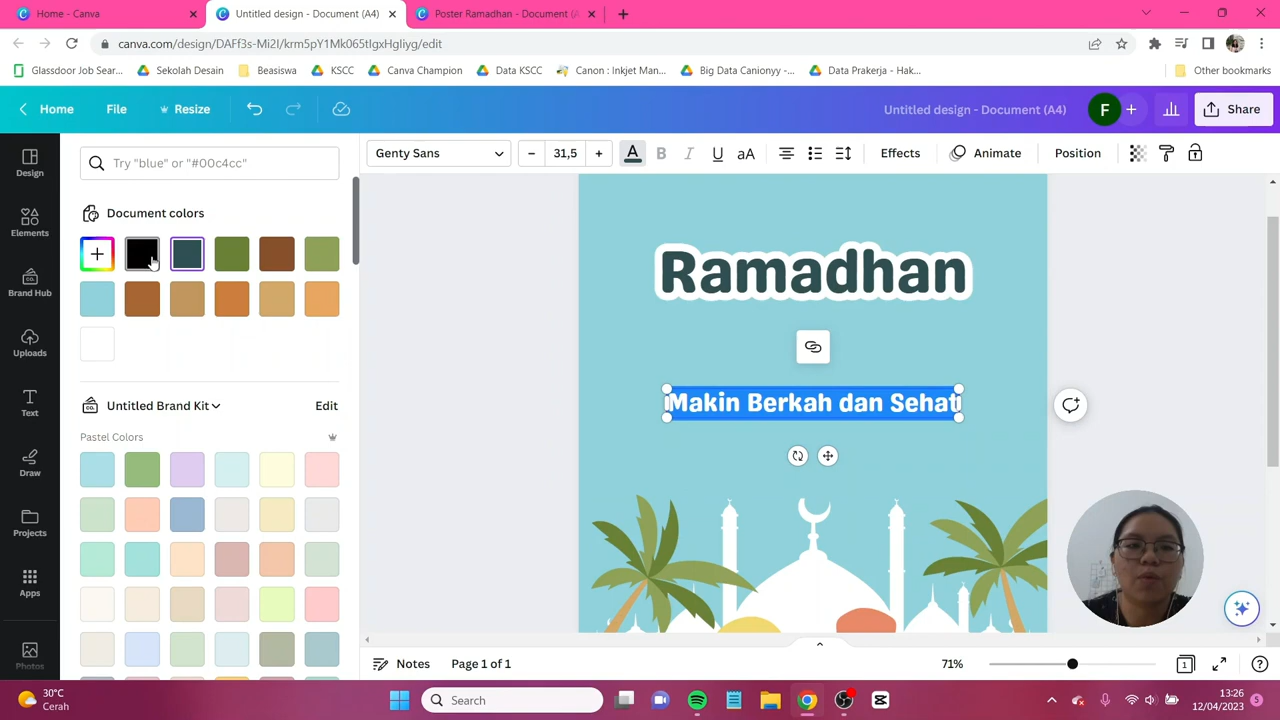 Home - Canva
Untitled design - Document (A4)
Poster Ramadhan - Document (A
canva.com/design/DAFf3s-Mi2I/krm5pY1Mk065tIgxHgIiyg/edit
Glassdoor Job Sear...
Sekolah Desain
Beasiswa
KSCC
Canva Champion
Data KSCC
Canon : Inkjet Man...
Big Data Canionyy -...
Data Prakerja - Hak...
Other bookmarks
Home
File
Resize
Untitled design - Document (A4)
F
Share
Design
Elements
Brand Hub
Uploads
Text
Draw
Projects
Apps
Photos
Try "blue" or "#00c4cc"
Document colors
Untitled Brand Kit
Edit
Pastel Colors
Genty Sans
31,5
A
B
I
U
aA
Effects
Animate
Position
Ramadhan
Makin Berkah dan Sehat
Notes
Page 1 of 1
71%
1
30°C
Cerah
Search
13:26
12/04/2023
5